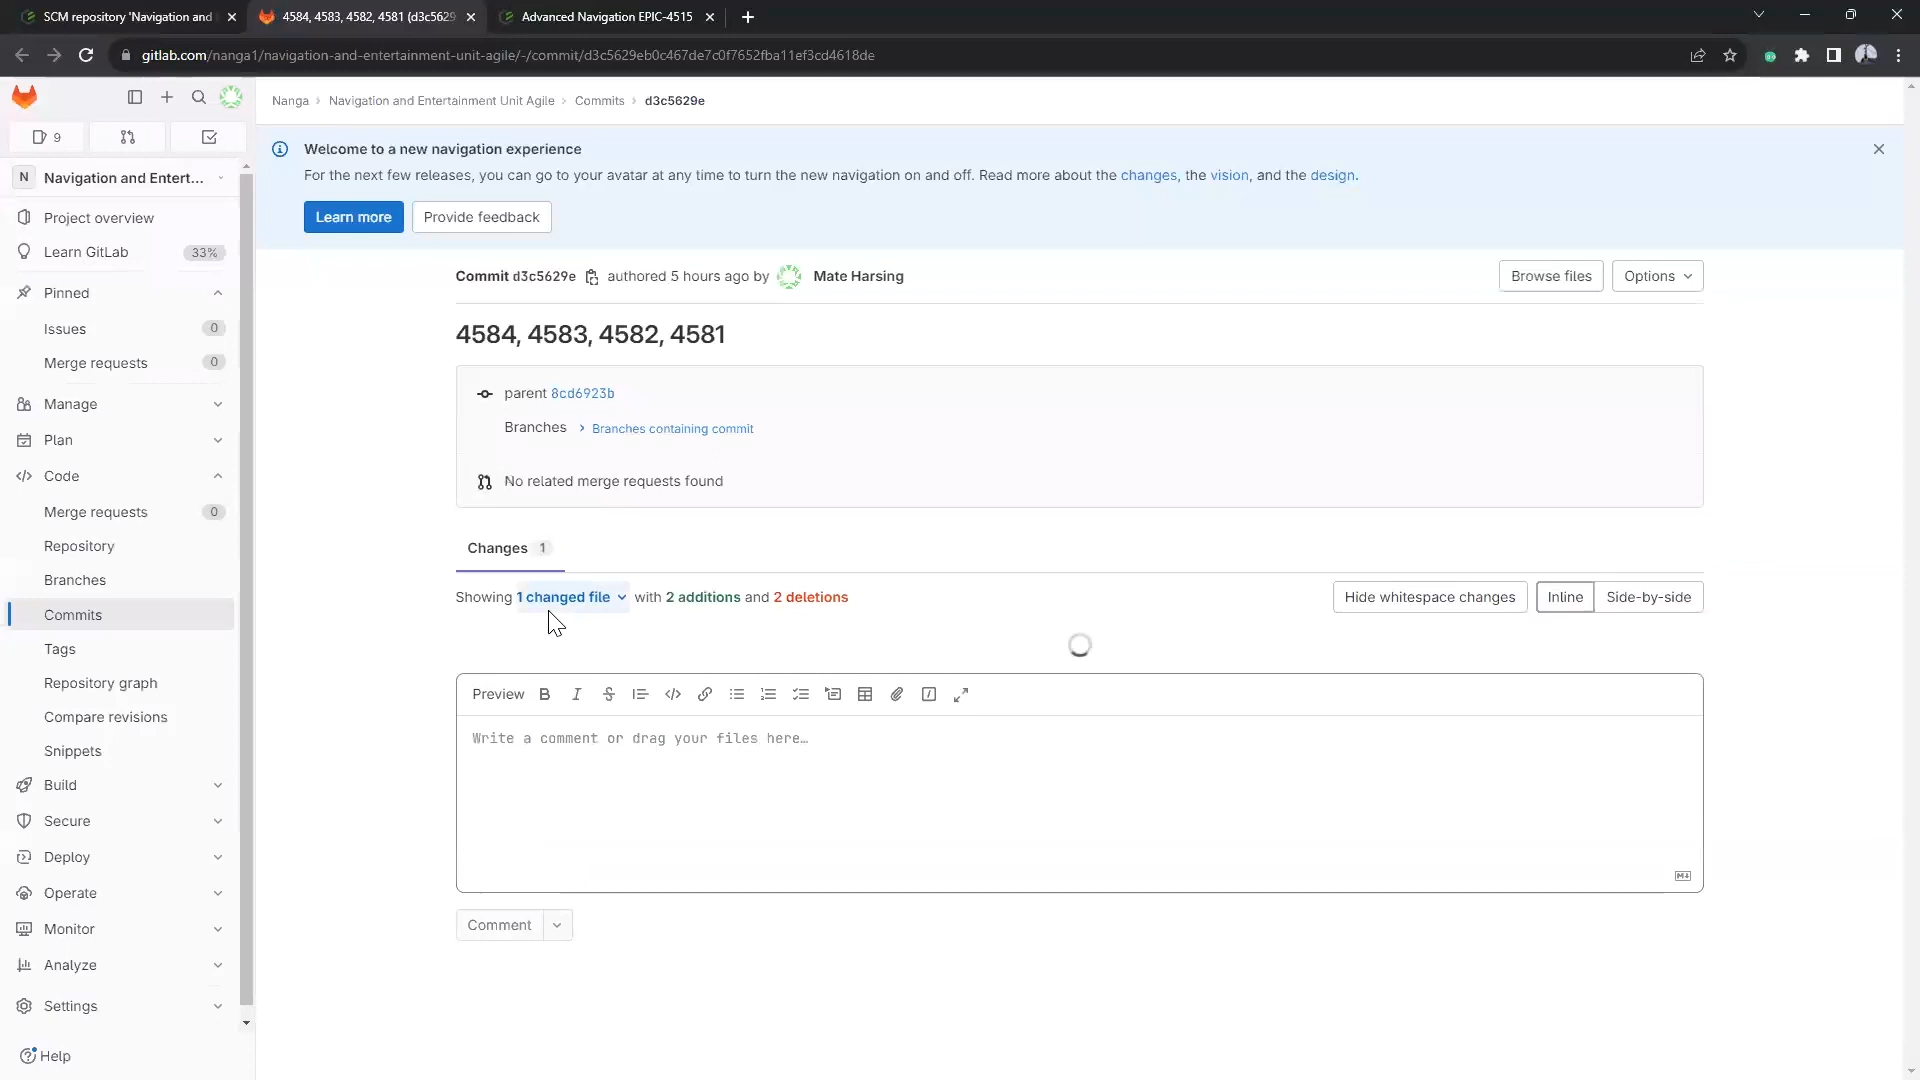 SCM repository 'Navigation and
4584, 4583, 4582, 4581 (d3c5629
Advanced Navigation EPIC-4515
gitlab.com/nanga1/navigation-and-entertainment-unit-agile/-/commit/d3c5629eb0c467de7c0f7652fba11ef3cd4618de
9
N Navigation and Entert...
Project overview
Learn GitLab 33%
Pinned
Issues 0
Merge requests 0
Manage
Plan
Code
Merge requests 0
Repository
Branches
Commits
Tags
Repository graph
Compare revisions
Snippets
Build
Secure
Deploy
Operate
Monitor
Analyze
Settings
Help
Nanga › Navigation and Entertainment Unit Agile › Commits › d3c5629e
Welcome to a new navigation experience
For the next few releases, you can go to your avatar at any time to turn the new navigation on and off. Read more about the changes, the vision, and the design.
Learn more Provide feedback
Commit d3c5629e authored 5 hours ago by Mate Harsing
Browse files Options
4584, 4583, 4582, 4581
parent 8cd6923b
Branches › Branches containing commit
No related merge requests found
Changes 1
Showing 1 changed file with 2 additions and 2 deletions
Hide whitespace changes Inline Side-by-side
Preview B I S
Write a comment or drag your files here…
Comment